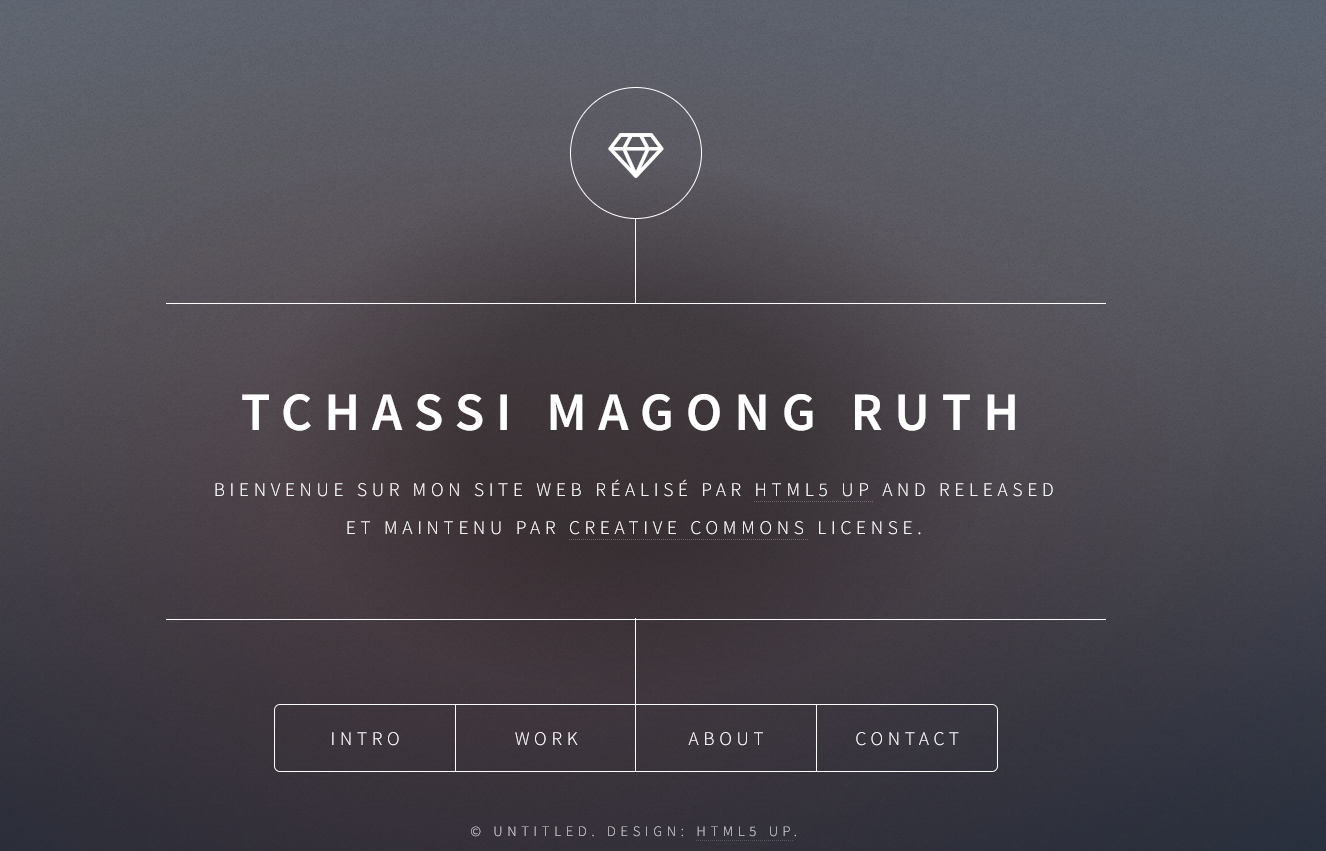 TCHASSI MAGONG RUTH
BIENVENUE SUR MON SITE WEB RÉALISÉ PAR HTML5 UP AND RELEASED
ET MAINTENU PAR CREATIVE COMMONS LICENSE.
INTRO WORK ABOUT CONTACT
© UNTITLED. DESIGN: HTML5 UP.